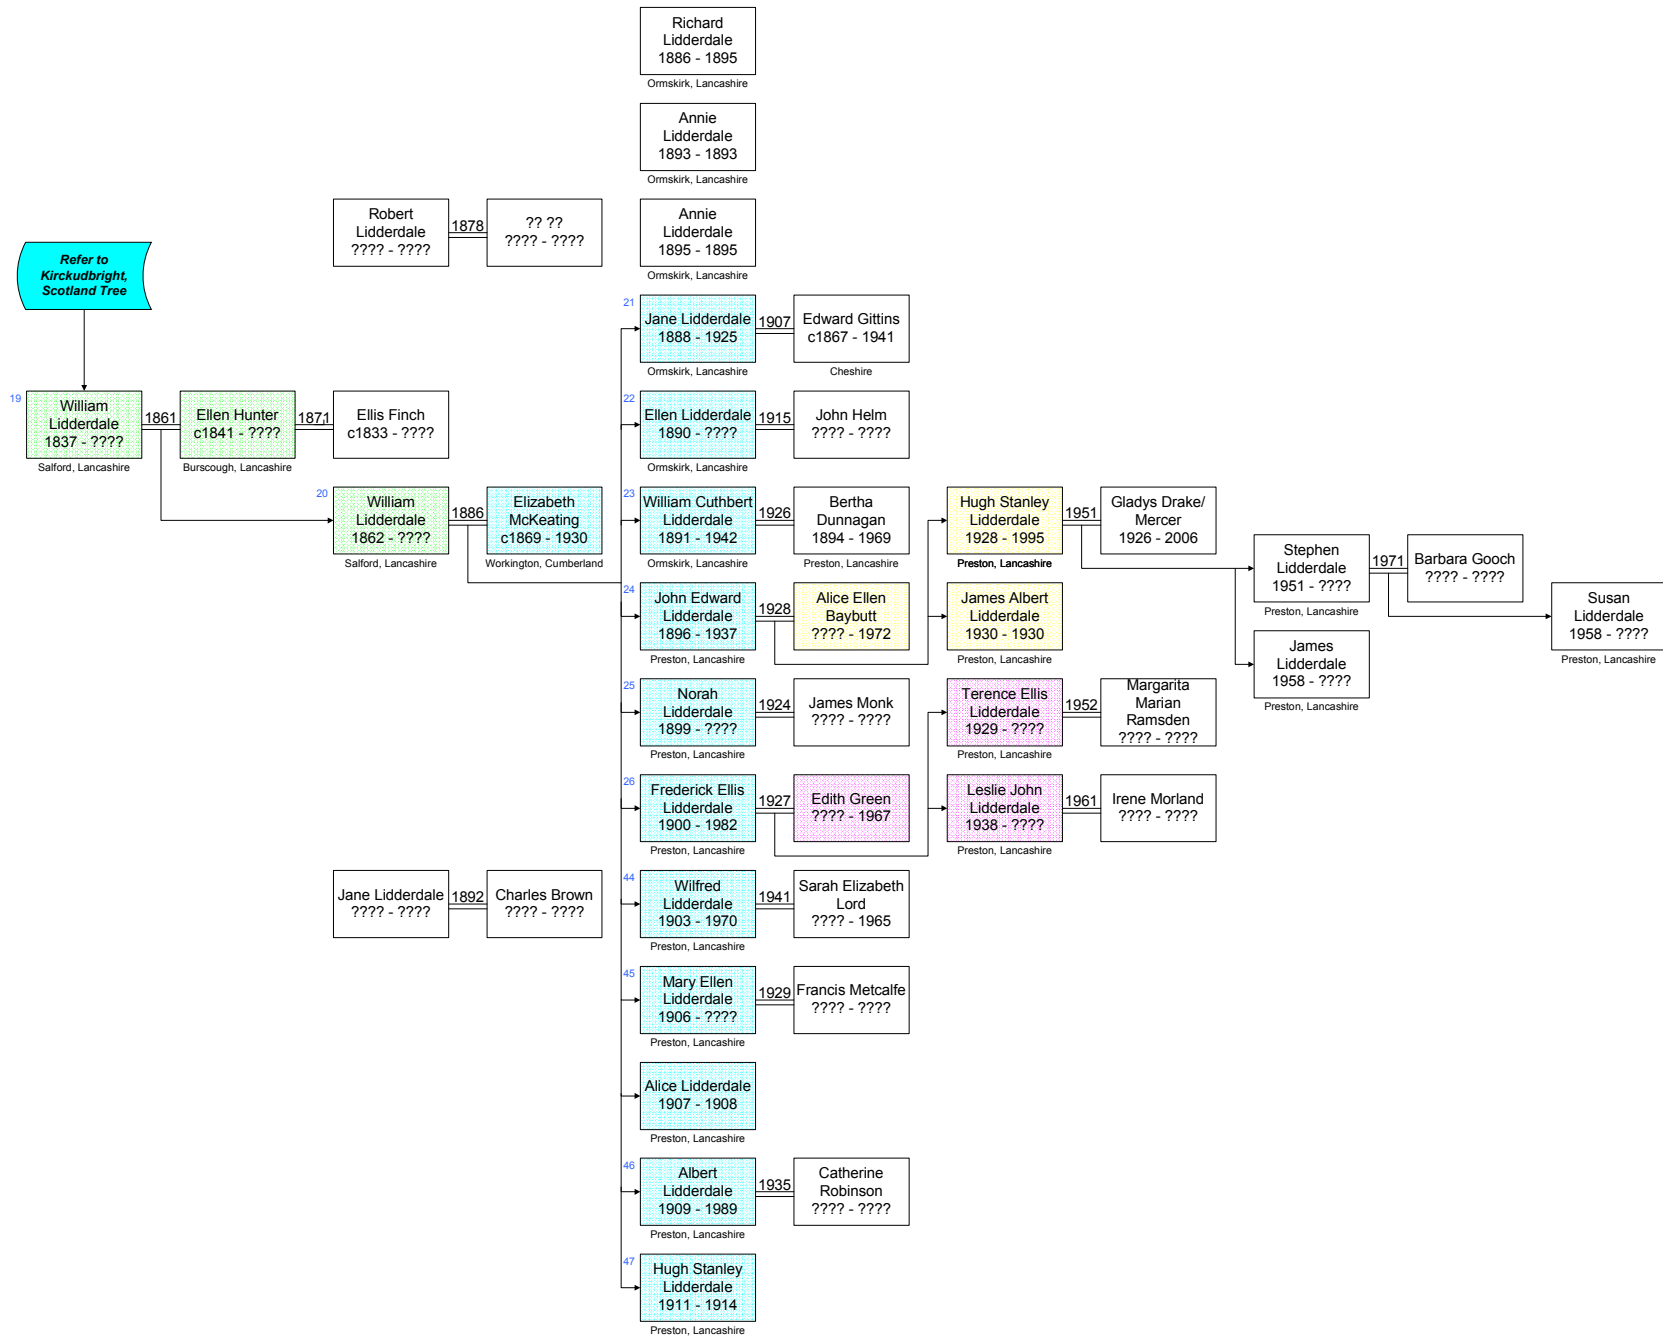 Richard
Lidderdale
1886 - 1895
Ormskirk, Lancashire
Annie
Lidderdale
1893 - 1893
Ormskirk, Lancashire
Robert
Lidderdale
???? - ????
1878
?? ??
???? - ????
Annie
Lidderdale
1895 - 1895
Ormskirk, Lancashire
Refer to
Kirckudbright,
Scotland Tree
21
Jane Lidderdale
1888 - 1925
Ormskirk, Lancashire
1907
Edward Gittins
c1867 - 1941
Cheshire
19
William
Lidderdale
1837 - ????
Salford, Lancashire
1861
Ellen Hunter
c1841 - ????
Burscough, Lancashire
1871
Ellis Finch
c1833 - ????
22
Ellen Lidderdale
1890 - ????
Ormskirk, Lancashire
1915
John Helm
???? - ????
20
William
Lidderdale
1862 - ????
Salford, Lancashire
1886
Elizabeth
McKeating
c1869 - 1930
Workington, Cumberland
23
William Cuthbert
Lidderdale
1891 - 1942
Ormskirk, Lancashire
1926
Bertha
Dunnagan
1894 - 1969
Preston, Lancashire
Hugh Stanley
Lidderdale
1928 - 1995
Preston, Lancashire
1951
Gladys Drake/
Mercer
1926 - 2006
Stephen
Lidderdale
1951 - ????
Preston, Lancashire
1971
Barbara Gooch
???? - ????
Susan
Lidderdale
1958 - ????
Preston, Lancashire
24
John Edward
Lidderdale
1896 - 1937
Preston, Lancashire
1928
Alice Ellen
Baybutt
???? - 1972
James Albert
Lidderdale
1930 - 1930
Preston, Lancashire
James
Lidderdale
1958 - ????
Preston, Lancashire
25
Norah
Lidderdale
1899 - ????
Preston, Lancashire
1924
James Monk
???? - ????
Terence Ellis
Lidderdale
1929 - ????
Preston, Lancashire
1952
Margarita
Marian
Ramsden
???? - ????
26
Frederick Ellis
Lidderdale
1900 - 1982
Preston, Lancashire
1927
Edith Green
???? - 1967
Leslie John
Lidderdale
1938 - ????
Preston, Lancashire
1961
Irene Morland
???? - ????
Jane Lidderdale
???? - ????
1892
Charles Brown
???? - ????
44
Wilfred
Lidderdale
1903 - 1970
Preston, Lancashire
1941
Sarah Elizabeth
Lord
???? - 1965
45
Mary Ellen
Lidderdale
1906 - ????
Preston, Lancashire
1929
Francis Metcalfe
???? - ????
Alice Lidderdale
1907 - 1908
Preston, Lancashire
46
Albert
Lidderdale
1909 - 1989
Preston, Lancashire
1935
Catherine
Robinson
???? - ????
47
Hugh Stanley
Lidderdale
1911 - 1914
Preston, Lancashire